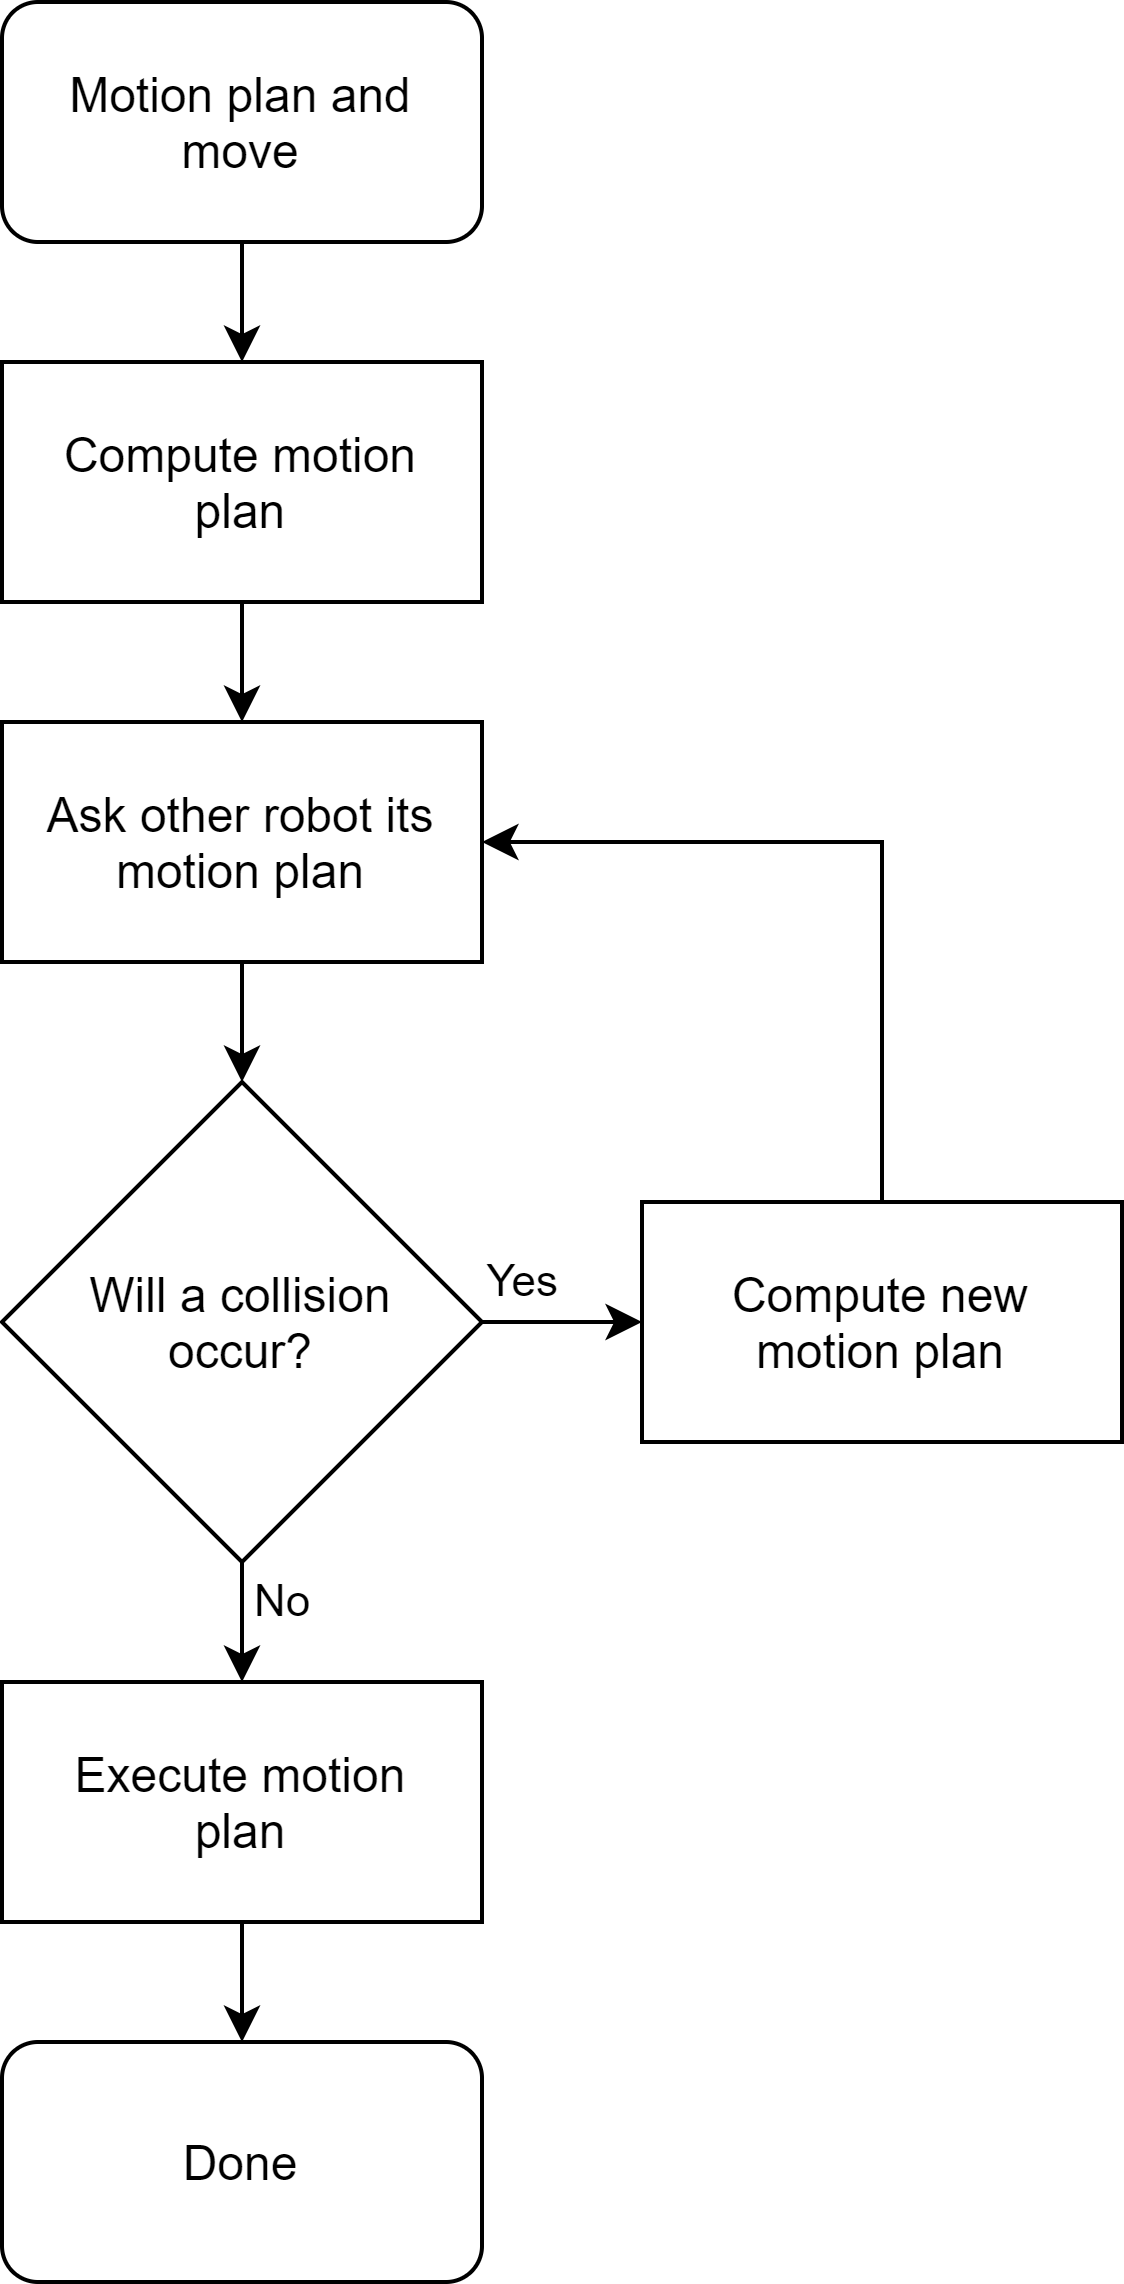 Motion plan and
move
Compute motion
plan
Ask other robot its
motion plan
Will a collision
occur?
Yes
Compute new
motion plan
No
Execute motion
plan
Done